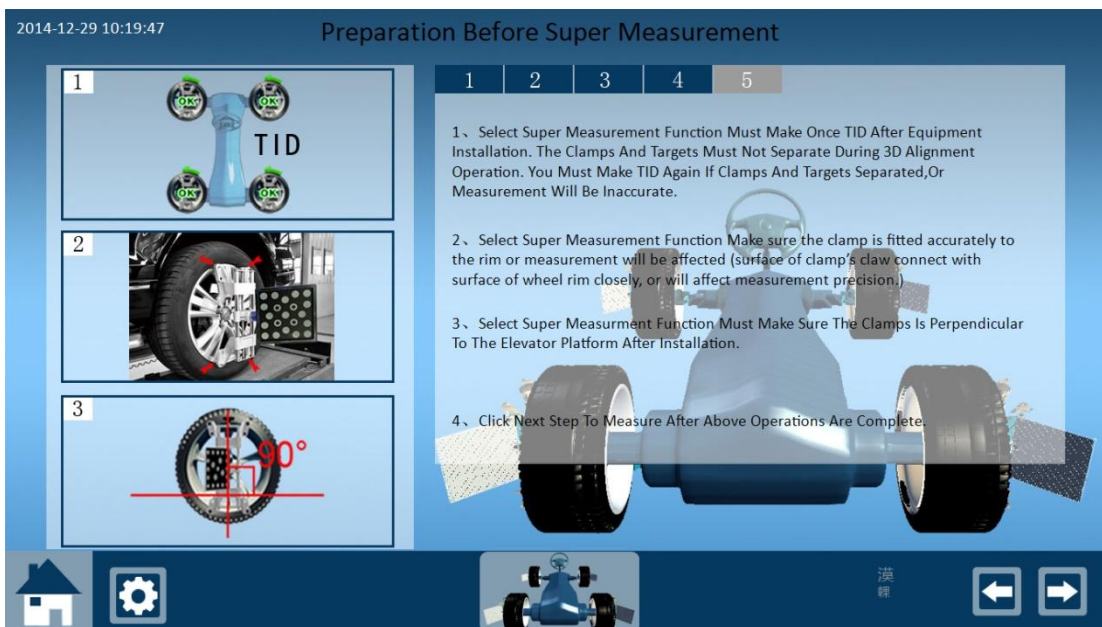 2014-12-29 10:19:47
Preparation Before Super Measurement
1
TID
OK
OK
OK
OK
2
3
90°
1 2 3 4 5
1、Select Super Measurement Function Must Make Once TID After Equipment
Installation. The Clamps And Targets Must Not Separate During 3D Alignment
Operation. You Must Make TID Again If Clamps And Targets Separated,Or
Measurement Will Be Inaccurate.
2、Select Super Measurement Function Make sure the clamp is fitted accurately to
the rim or measurement will be affected (surface of clamp's claw connect with
surface of wheel rim closely, or will affect measurement precision.)
3、Select Super Measurment Function Must Make Sure The Clamps Is Perpendicular
To The Elevator Platform After Installation.
4、Click Next Step To Measure After Above Operations Are Complete.
漠